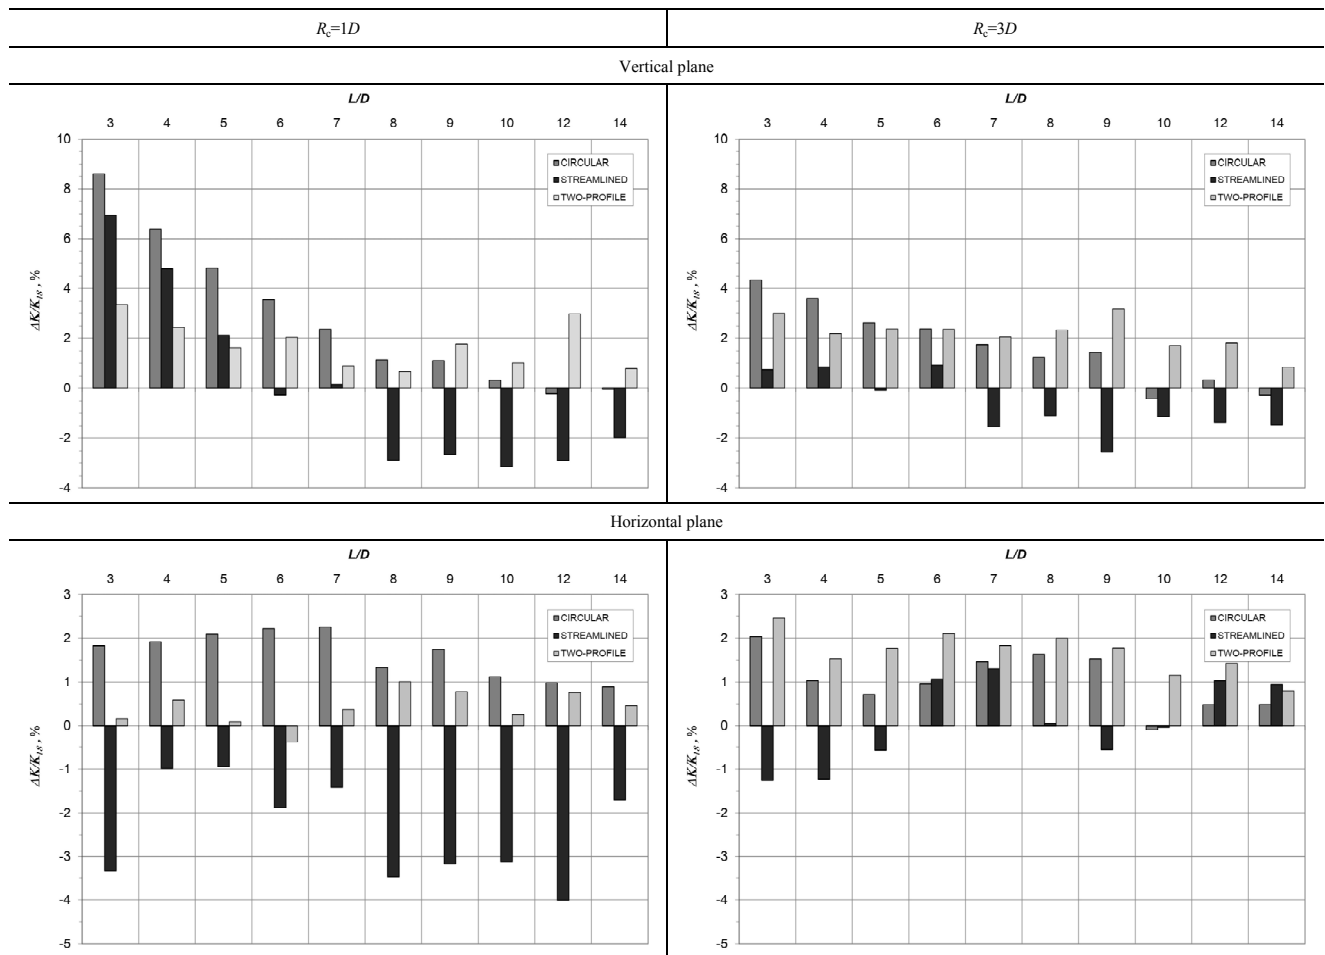 Rc=1D
Rc=3D
Vertical plane
L/D
3 4 5 6 7 8 9 10 12 14
10
8
6
4
2
0
-2
-4
ΔK/K18, %
CIRCULAR
STREAMLINED
TWO-PROFILE
L/D
3 4 5 6 7 8 9 10 12 14
10
8
6
4
2
0
-2
-4
ΔK/K18, %
CIRCULAR
STREAMLINED
TWO-PROFILE
Horizontal plane
L/D
3 4 5 6 7 8 9 10 12 14
3
2
1
0
-1
-2
-3
-4
-5
ΔK/K18, %
CIRCULAR
STREAMLINED
TWO-PROFILE
L/D
3 4 5 6 7 8 9 10 12 14
3
2
1
0
-1
-2
-3
-4
-5
ΔK/K18, %
CIRCULAR
STREAMLINED
TWO-PROFILE